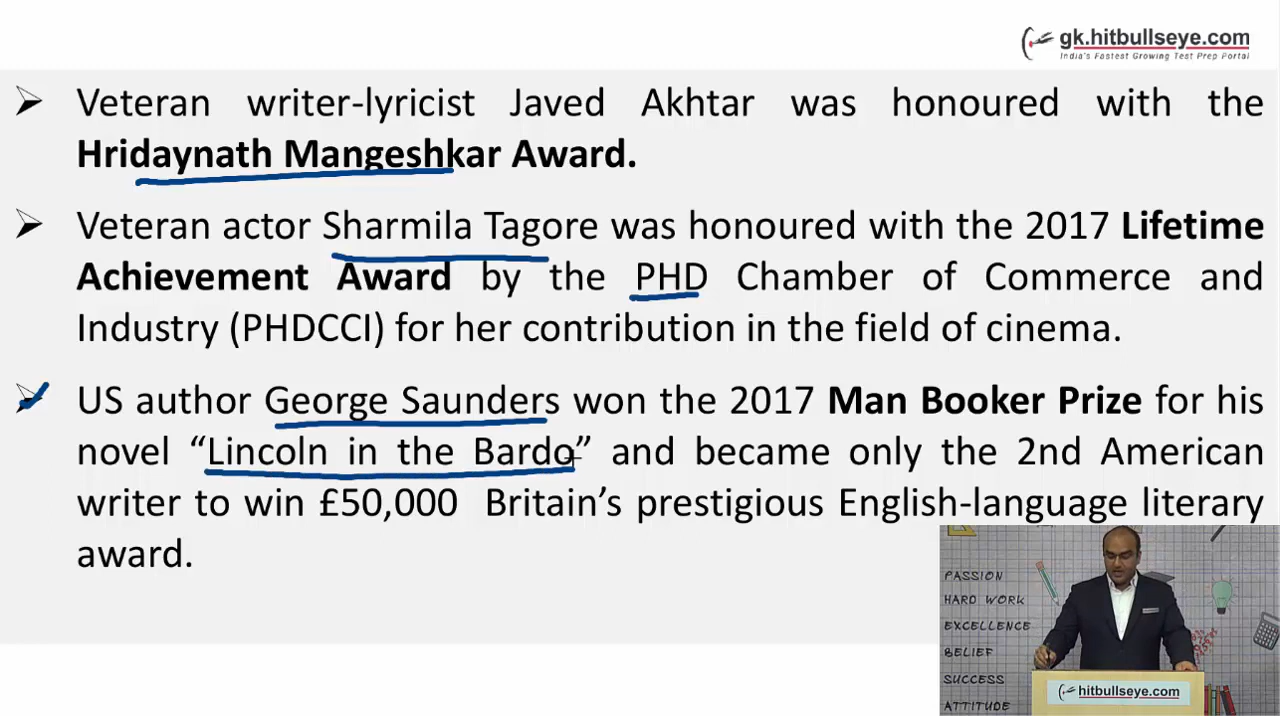 gk.hitbullseye.com
India's Fastest Growing Test Prep Portal
Veteran writer-lyricist Javed Akhtar was honoured with the
Hridaynath Mangeshkar Award.
Veteran actor Sharmila Tagore was honoured with the 2017 Lifetime
Achievement Award by the PHD Chamber of Commerce and
Industry (PHDCCI) for her contribution in the field of cinema.
US author George Saunders won the 2017 Man Booker Prize for his
novel “Lincoln in the Bardo” and became only the 2nd American
writer to win £50,000 Britain’s prestigious English-language literary
award.
PASSION
HARD WORK
EXCELLENCE
BELIEF
SUCCESS
ATTITUDE
hitbullseye.com